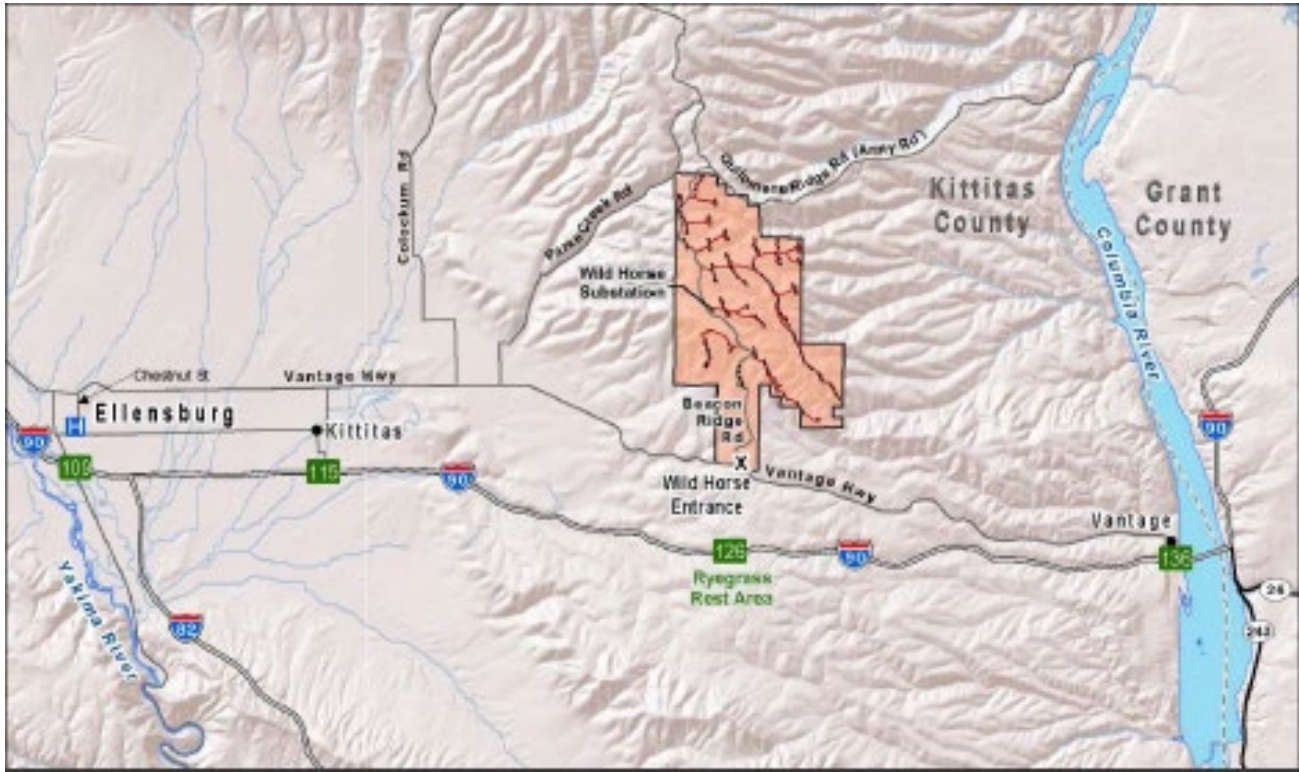 Colockum Rd
Parke Creek Rd
Quilomene Ridge Rd (Army Rd)
Kittitas
County
Grant
County
Columbia River
Wild Horse
Substation
Chestnut St
Vantage Hwy
Ellensburg
H
Kittitas
Beacon
Ridge
Rd
90
109
115
90
X
Wild Horse
Entrance
Vantage Hwy
90
Vantage
126
90
136
Ryegrass
Rest Area
26
243
82
Yakima River